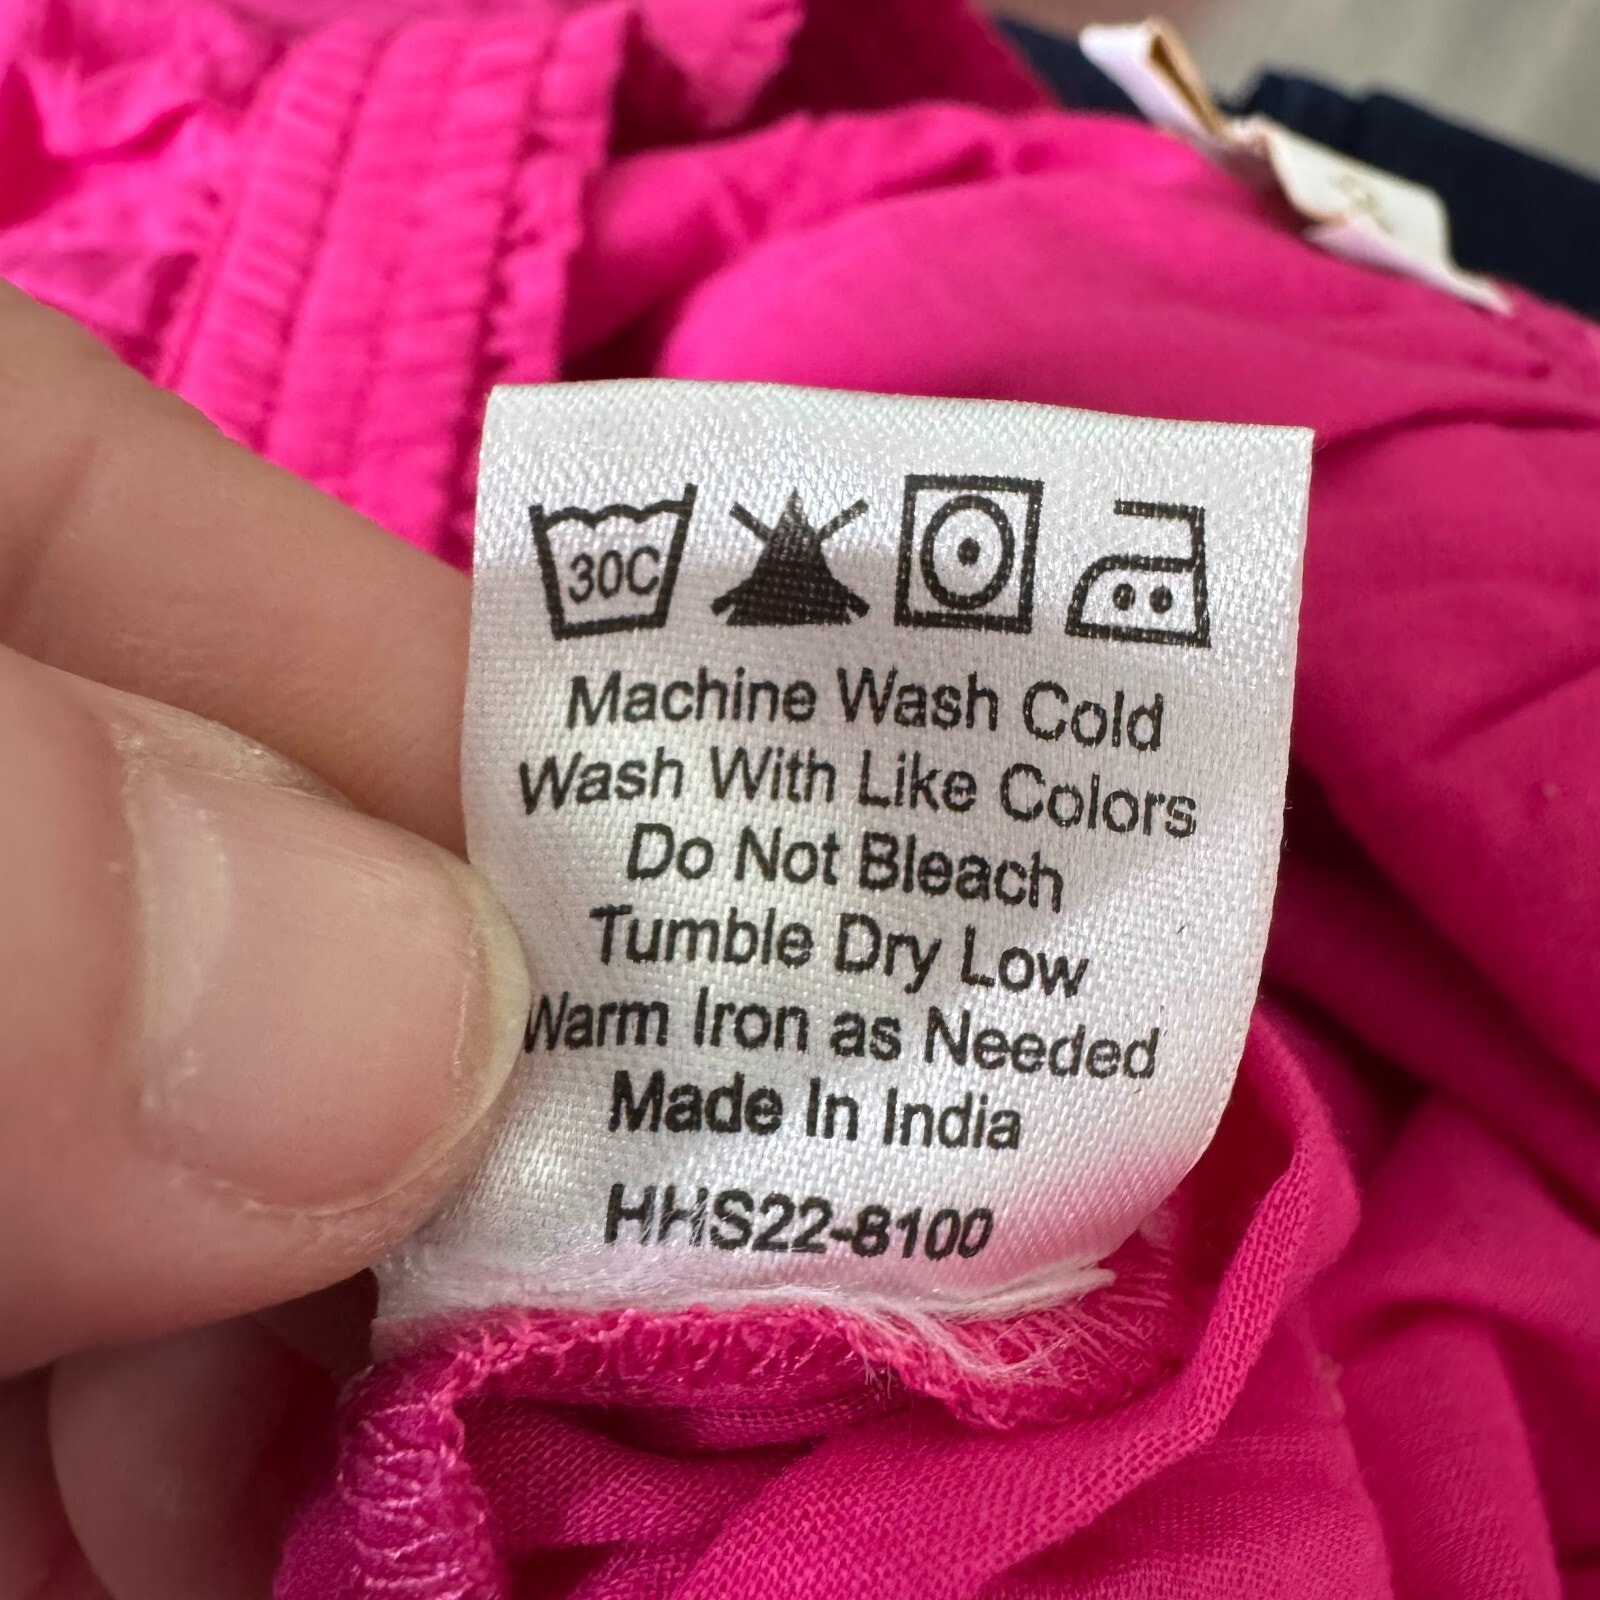 30C
Machine Wash Cold
Wash With Like Colors
Do Not Bleach
Tumble Dry Low
Warm Iron as Needed
Made In India
HHS22-8100